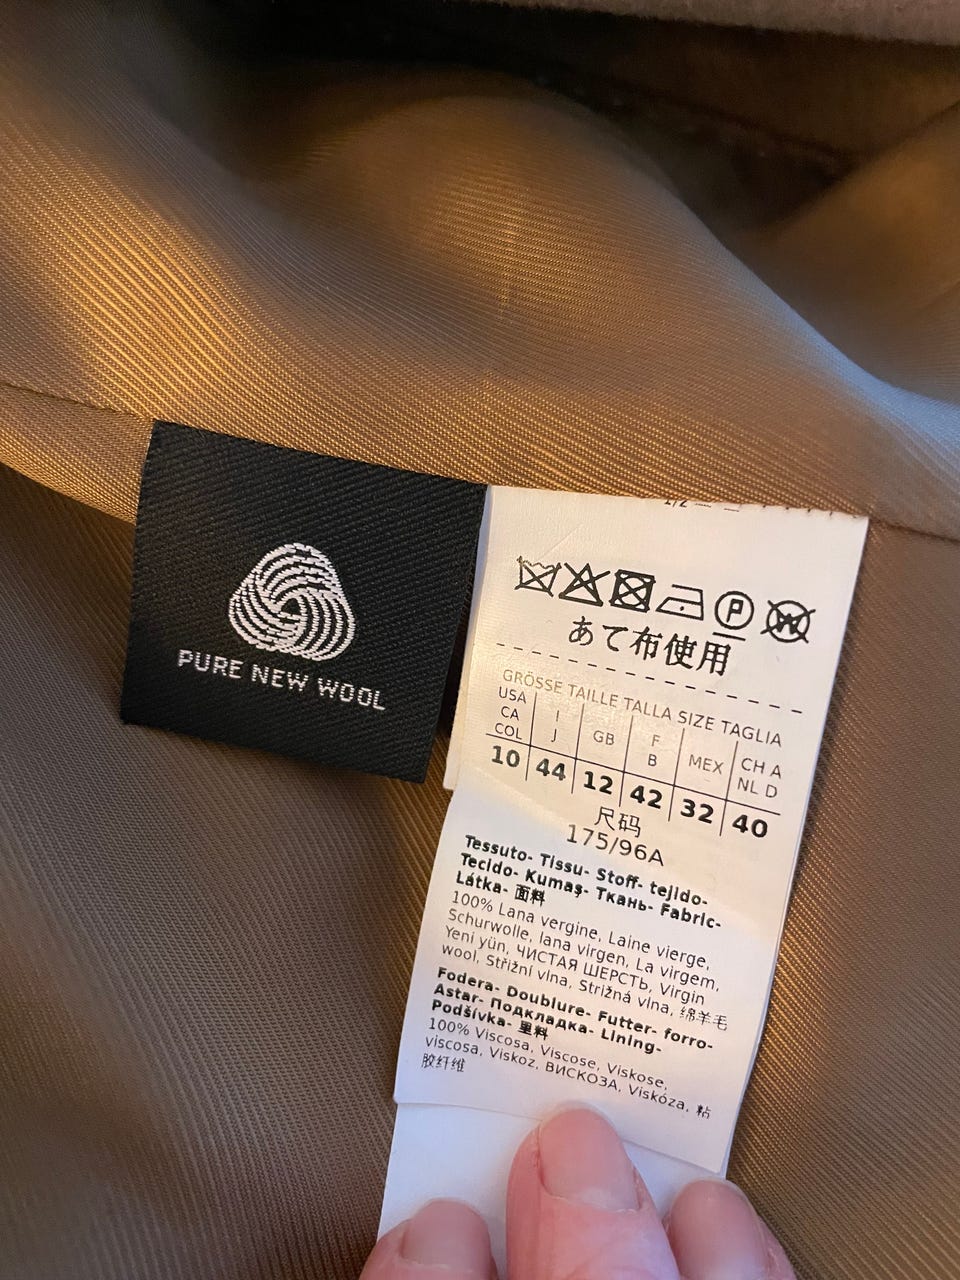 PURE NEW WOOL
P
W
あて布使用
GRÖSSE TAILLE TALLA SIZE TAGLIA
USA CA COL
I J
GB
F B
MEX
CH A NL D
10 44 12 42 32 40
尺码
175/96A
Tessuto- Tissu- Stoff- tejido-
Tecido- Kumaş- Ткань- Fabric-
Látka- 面料
100% Lana vergine, Laine vierge,
Schurwolle, lana virgen, La virgem,
Yeni yün, ЧИСТАЯ ШЕРСТЬ, Virgin
wool, Střižní vlna, Strižná vlna, 绵羊毛
Fodera- Doublure- Futter- forro-
Astar- Подкладка- Lining-
Podšívka- 里料
100% Viscosa, Viscose, Viskose,
viscosa, Viskoz, ВИСКОЗА, Viskóza, 粘
胶纤维